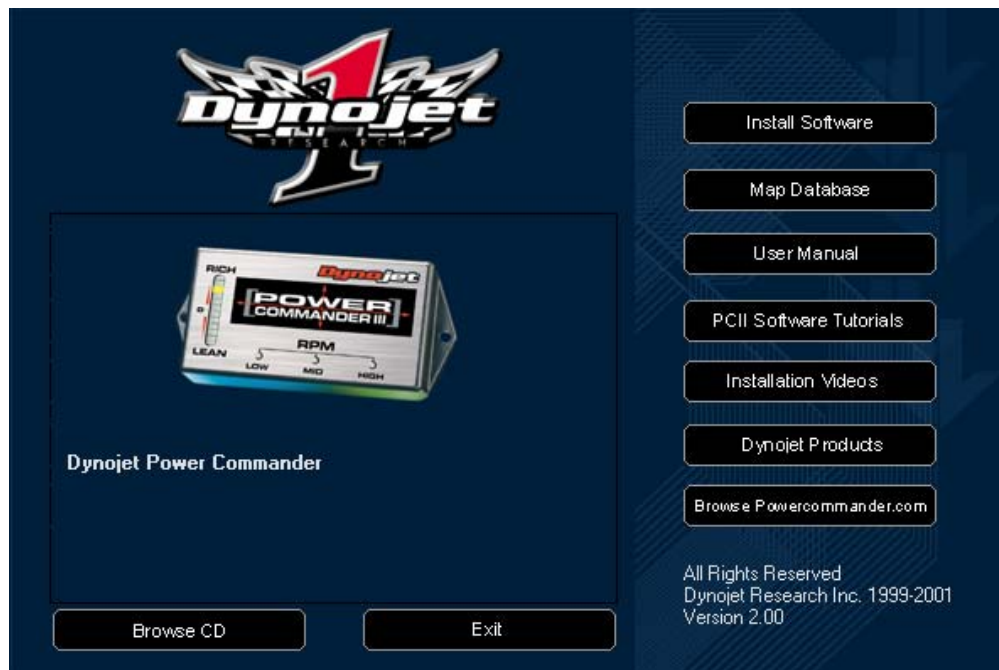 Dynojet
RESEARCH
1
RICH
Dynojet
POWER
COMMANDER III
0
LEAN
RPM
LOW
MID
HIGH
Dynojet Power Commander
Browse CD
Exit
Install Software
Map Database
User Manual
PCII Software Tutorials
Installation Videos
Dynojet Products
Browse Powercommander.com
All Rights Reserved
Dynojet Research Inc. 1999-2001
Version 2.00